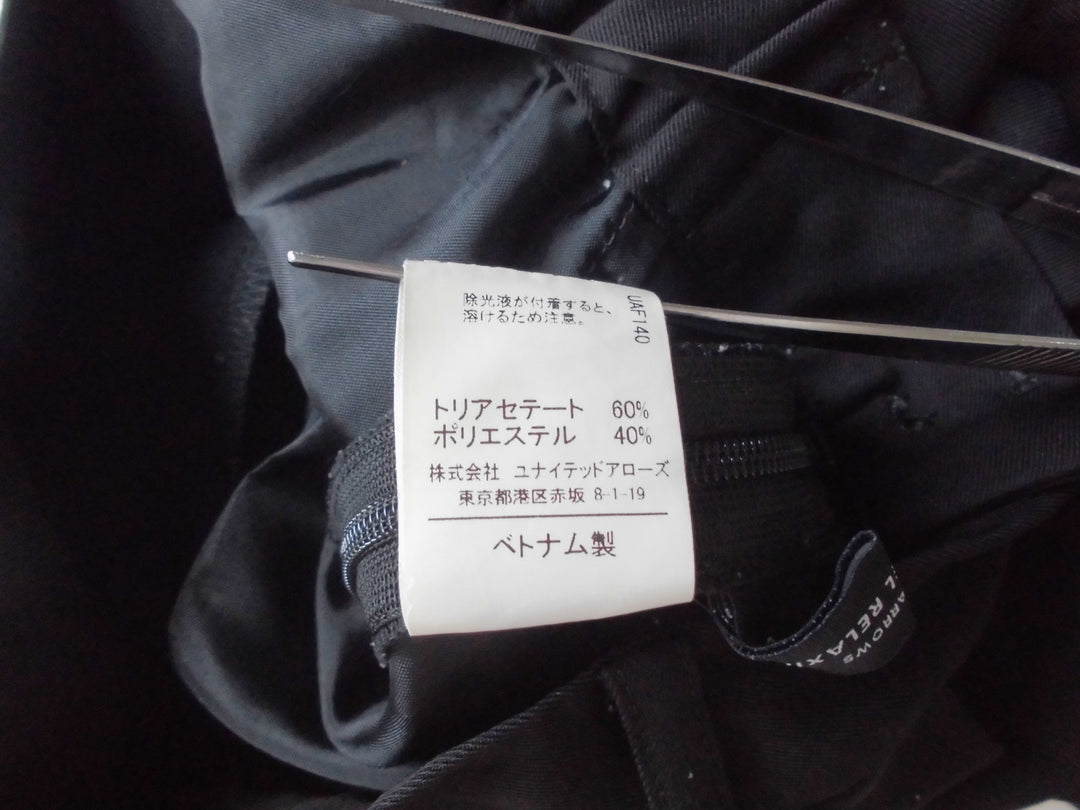 除光液が付着すると、
溶けるため注意。
UAF140
トリアセテート 60%
ポリエステル 40%
株式会社 ユナイテッドアローズ
東京都港区赤坂 8-1-19
ベトナム製
ARROWS
RELAX